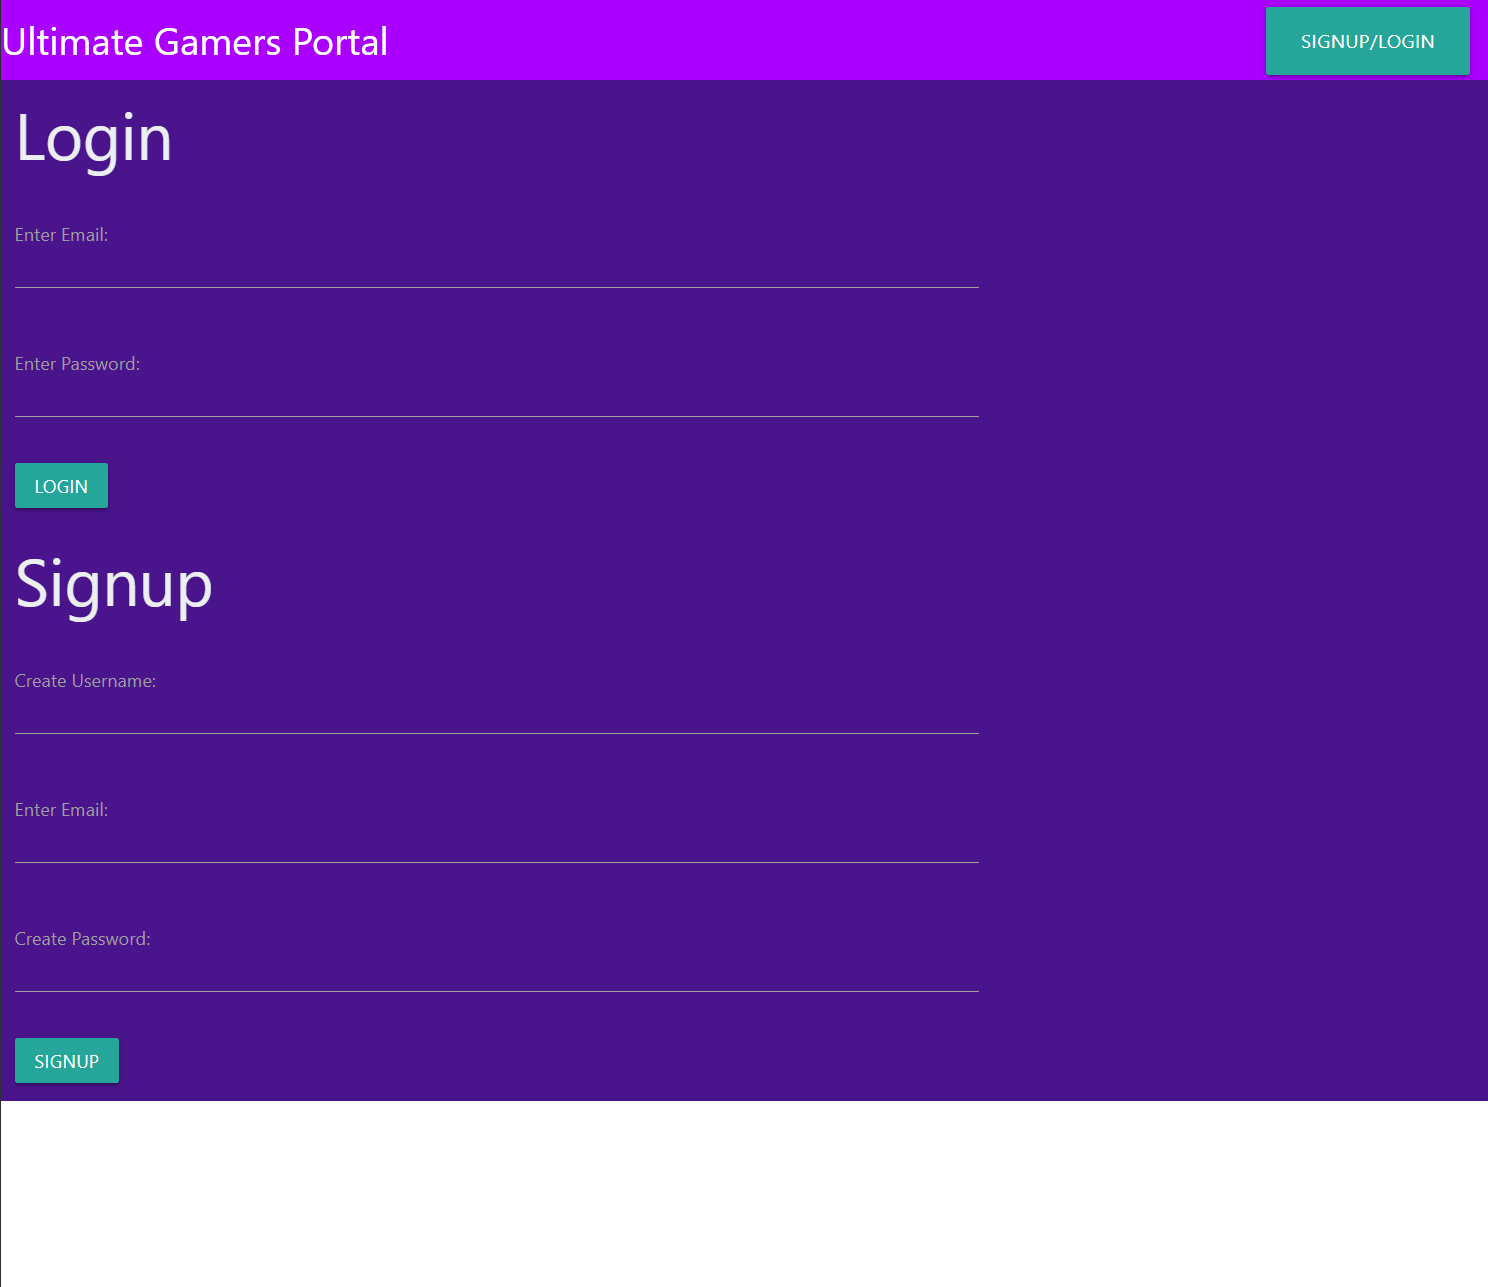 Ultimate Gamers Portal
SIGNUP/LOGIN
Login
Enter Email:
Enter Password:
LOGIN
Signup
Create Username:
Enter Email:
Create Password:
SIGNUP